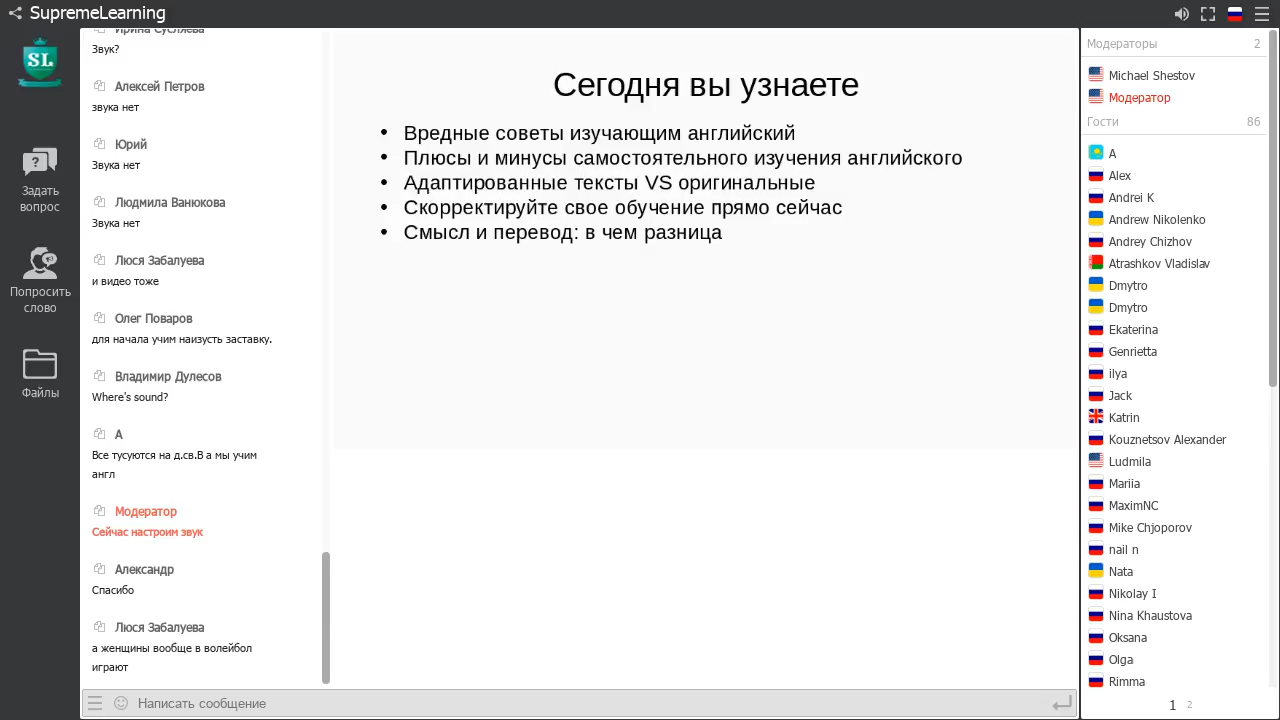 SupremeLearning
SL
Задать
вопрос
Попросить
слово
Файлы
Ирина Сусляева
Звук?
Алексей Петров
звука нет
Юрий
Звука нет
Людмила Ванюкова
Звука нет
Люся Забалуева
и видео тоже
Олег Поваров
для начала учим наизусть заставку.
Владимир Дулесов
Where's sound?
A
Все тусуются на д.св.В а мы учим
англ
Модератор
Сейчас настроим звук
Александр
Спасибо
Люся Забалуева
а женщины вообще в волейбол
играют
Написать сообщение
Сегодня вы узнаете
• Вредные советы изучающим английский
• Плюсы и минусы самостоятельного изучения английского
• Адаптированные тексты VS оригинальные
• Скорректируйте свое обучение прямо сейчас
• Смысл и перевод: в чем разница
Модераторы 2
Michael Shestov
Модератор
Гости 86
A
Alex
Andrei K
Andrew Nikolenko
Andrey Chizhov
Atrashkov Vladislav
Dmytro
Dmytro
Ekaterina
Genrietta
ilya
Jack
Katrin
Kouznetsov Alexander
Ludmila
Mariia
MaximNC
Mike Chjoporov
nail n
Nata
Nikolay I
Nina Khaustova
Oksana
Olga
Rimma
1 2